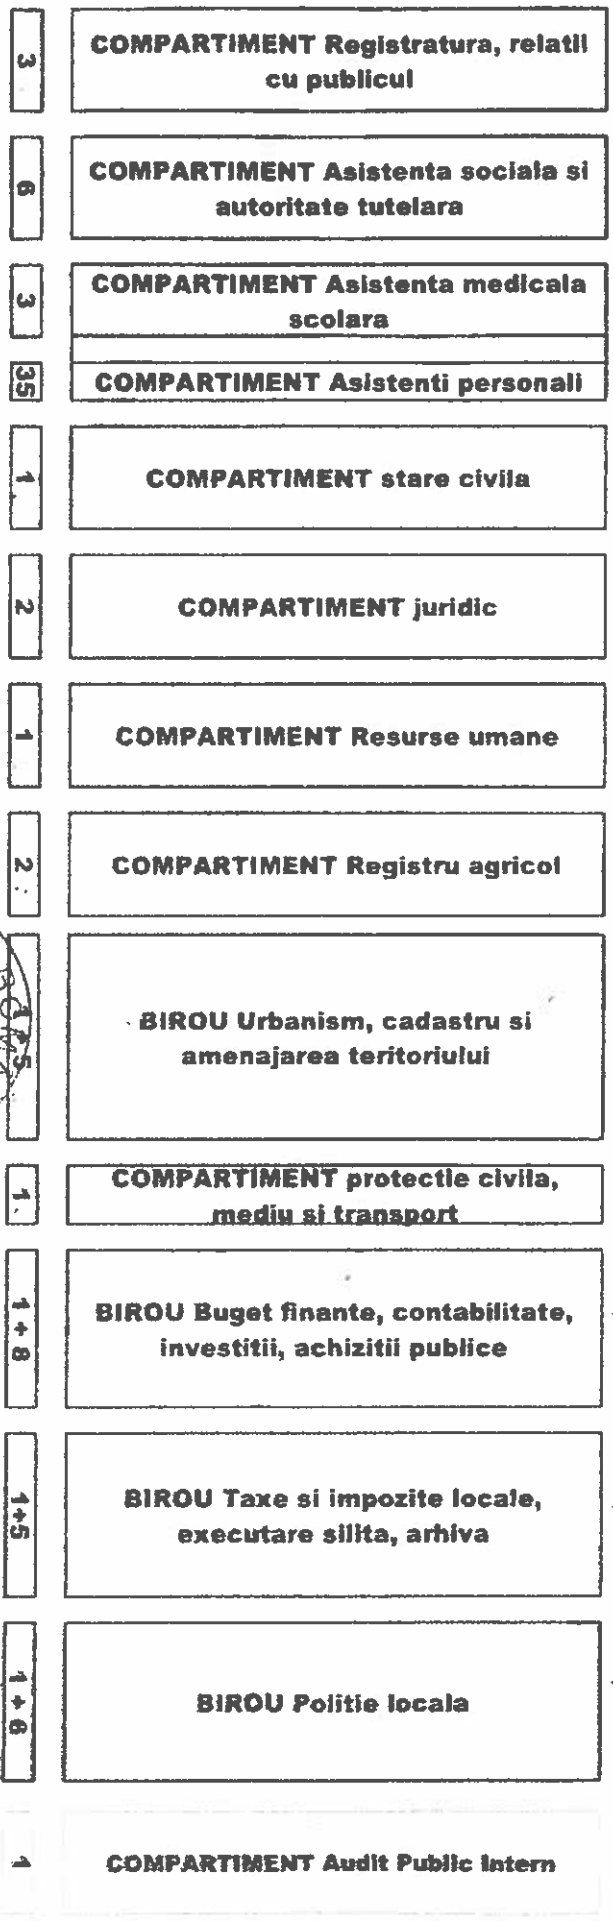 3
COMPARTIMENT Registratura, relatii
cu publicul
6
COMPARTIMENT Asistenta sociala si
autoritate tutelara
3
COMPARTIMENT Asistenta medicala
scolara
35
COMPARTIMENT Asistenti personali
1
COMPARTIMENT stare civila
2
COMPARTIMENT juridic
1
COMPARTIMENT Resurse umane
2
COMPARTIMENT Registru agricol
1 + 5
BIROU Urbanism, cadastru si
amenajarea teritoriului
1
COMPARTIMENT protectie civila,
mediu si transport
1 + 8
BIROU Buget finante, contabilitate,
investitii, achizitii publice
1+5
BIROU Taxe si impozite locale,
executare silita, arhiva
1 + 6
BIROU Politie locala
1
COMPARTIMENT Audit Public Intern